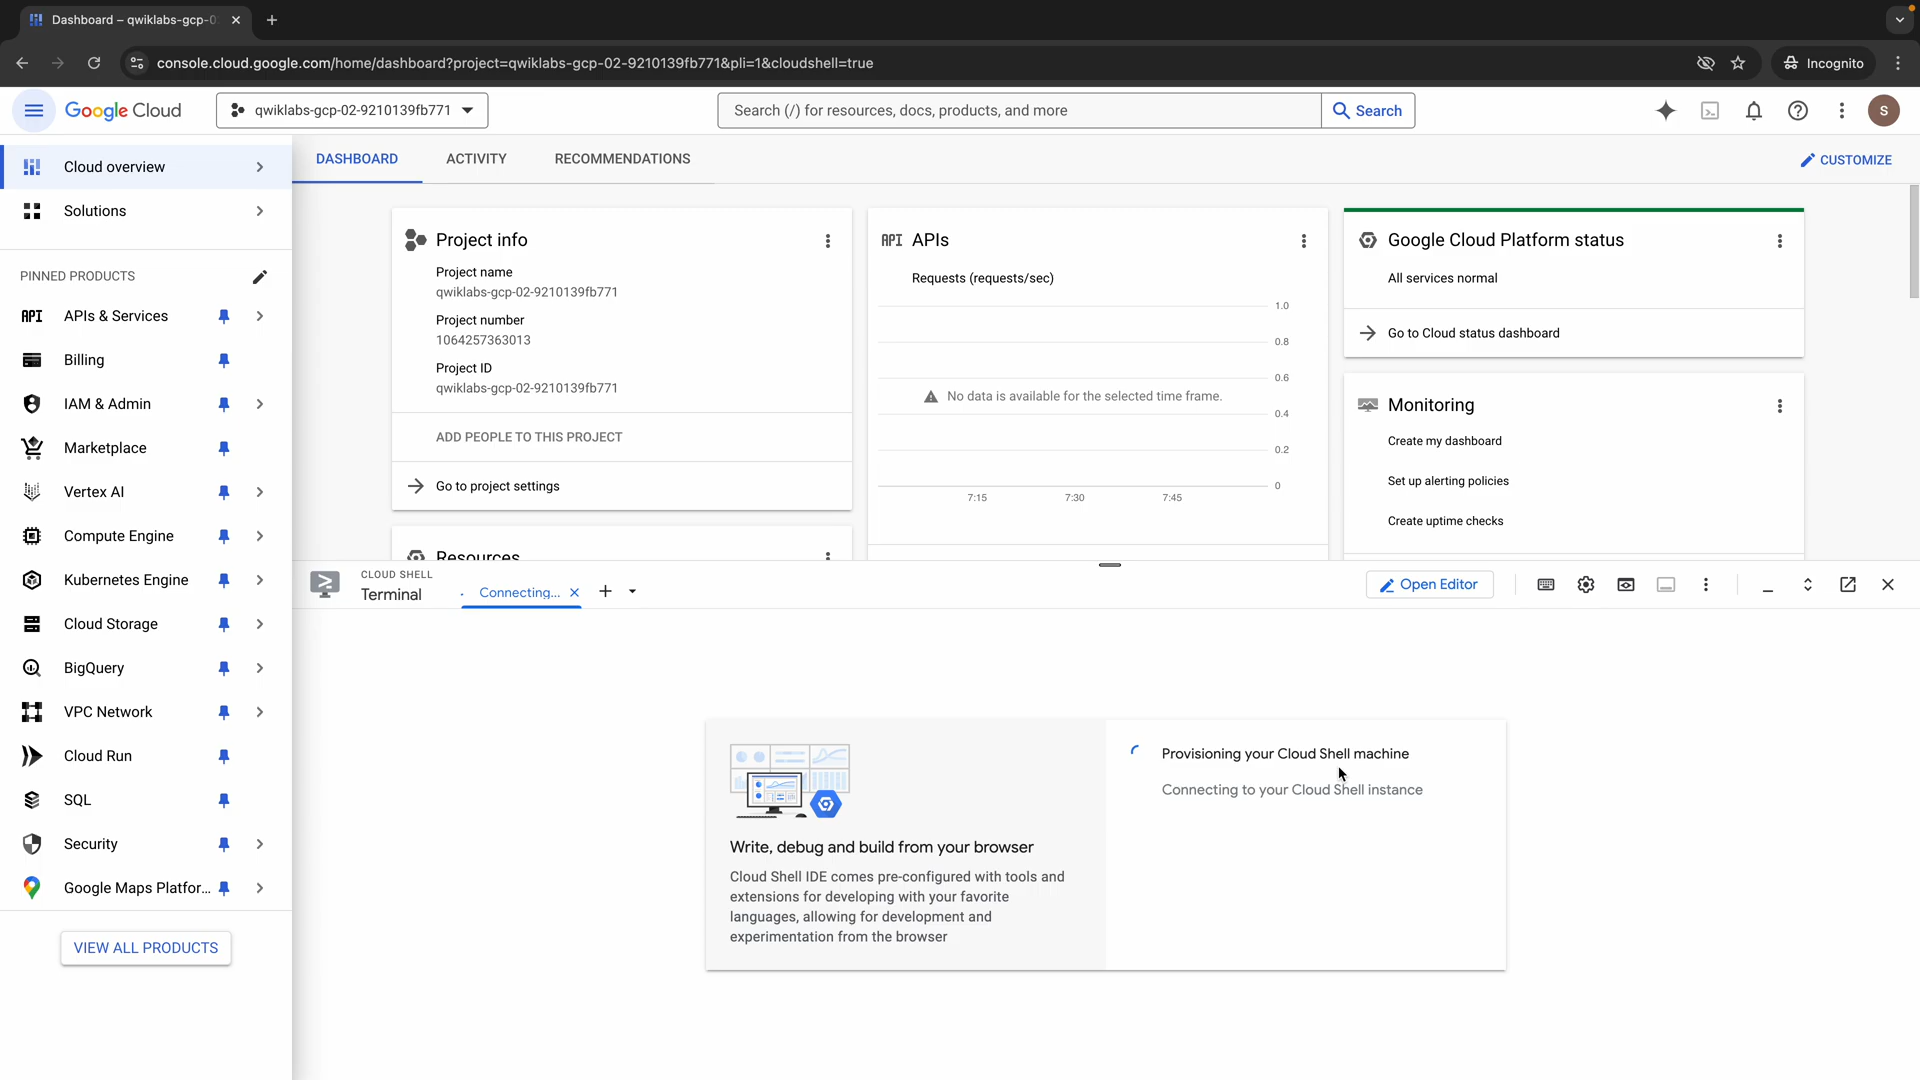 Dashboard – qwiklabs-gcp-0
console.cloud.google.com/home/dashboard?project=qwiklabs-gcp-02-9210139fb771&pli=1&cloudshell=true
Incognito
Google Cloud
qwiklabs-gcp-02-9210139fb771
Search (/) for resources, docs, products, and more
Search
S
Cloud overview
Solutions
PINNED PRODUCTS
API APIs & Services
Billing
IAM & Admin
Marketplace
Vertex AI
Compute Engine
Kubernetes Engine
Cloud Storage
BigQuery
VPC Network
Cloud Run
SQL
Security
Google Maps Platfor...
VIEW ALL PRODUCTS
DASHBOARD
ACTIVITY
RECOMMENDATIONS
CUSTOMIZE
Project info
Project name
qwiklabs-gcp-02-9210139fb771
Project number
1064257363013
Project ID
qwiklabs-gcp-02-9210139fb771
ADD PEOPLE TO THIS PROJECT
Go to project settings
Resources
API APIs
Requests (requests/sec)
1.0
0.8
0.6
No data is available for the selected time frame.
0.4
0.2
0
7:15
7:30
7:45
Google Cloud Platform status
All services normal
Go to Cloud status dashboard
Monitoring
Create my dashboard
Set up alerting policies
Create uptime checks
CLOUD SHELL
Terminal
Connecting...
Open Editor
Write, debug and build from your browser
Cloud Shell IDE comes pre-configured with tools and
extensions for developing with your favorite
languages, allowing for development and
experimentation from the browser
Provisioning your Cloud Shell machine
Connecting to your Cloud Shell instance